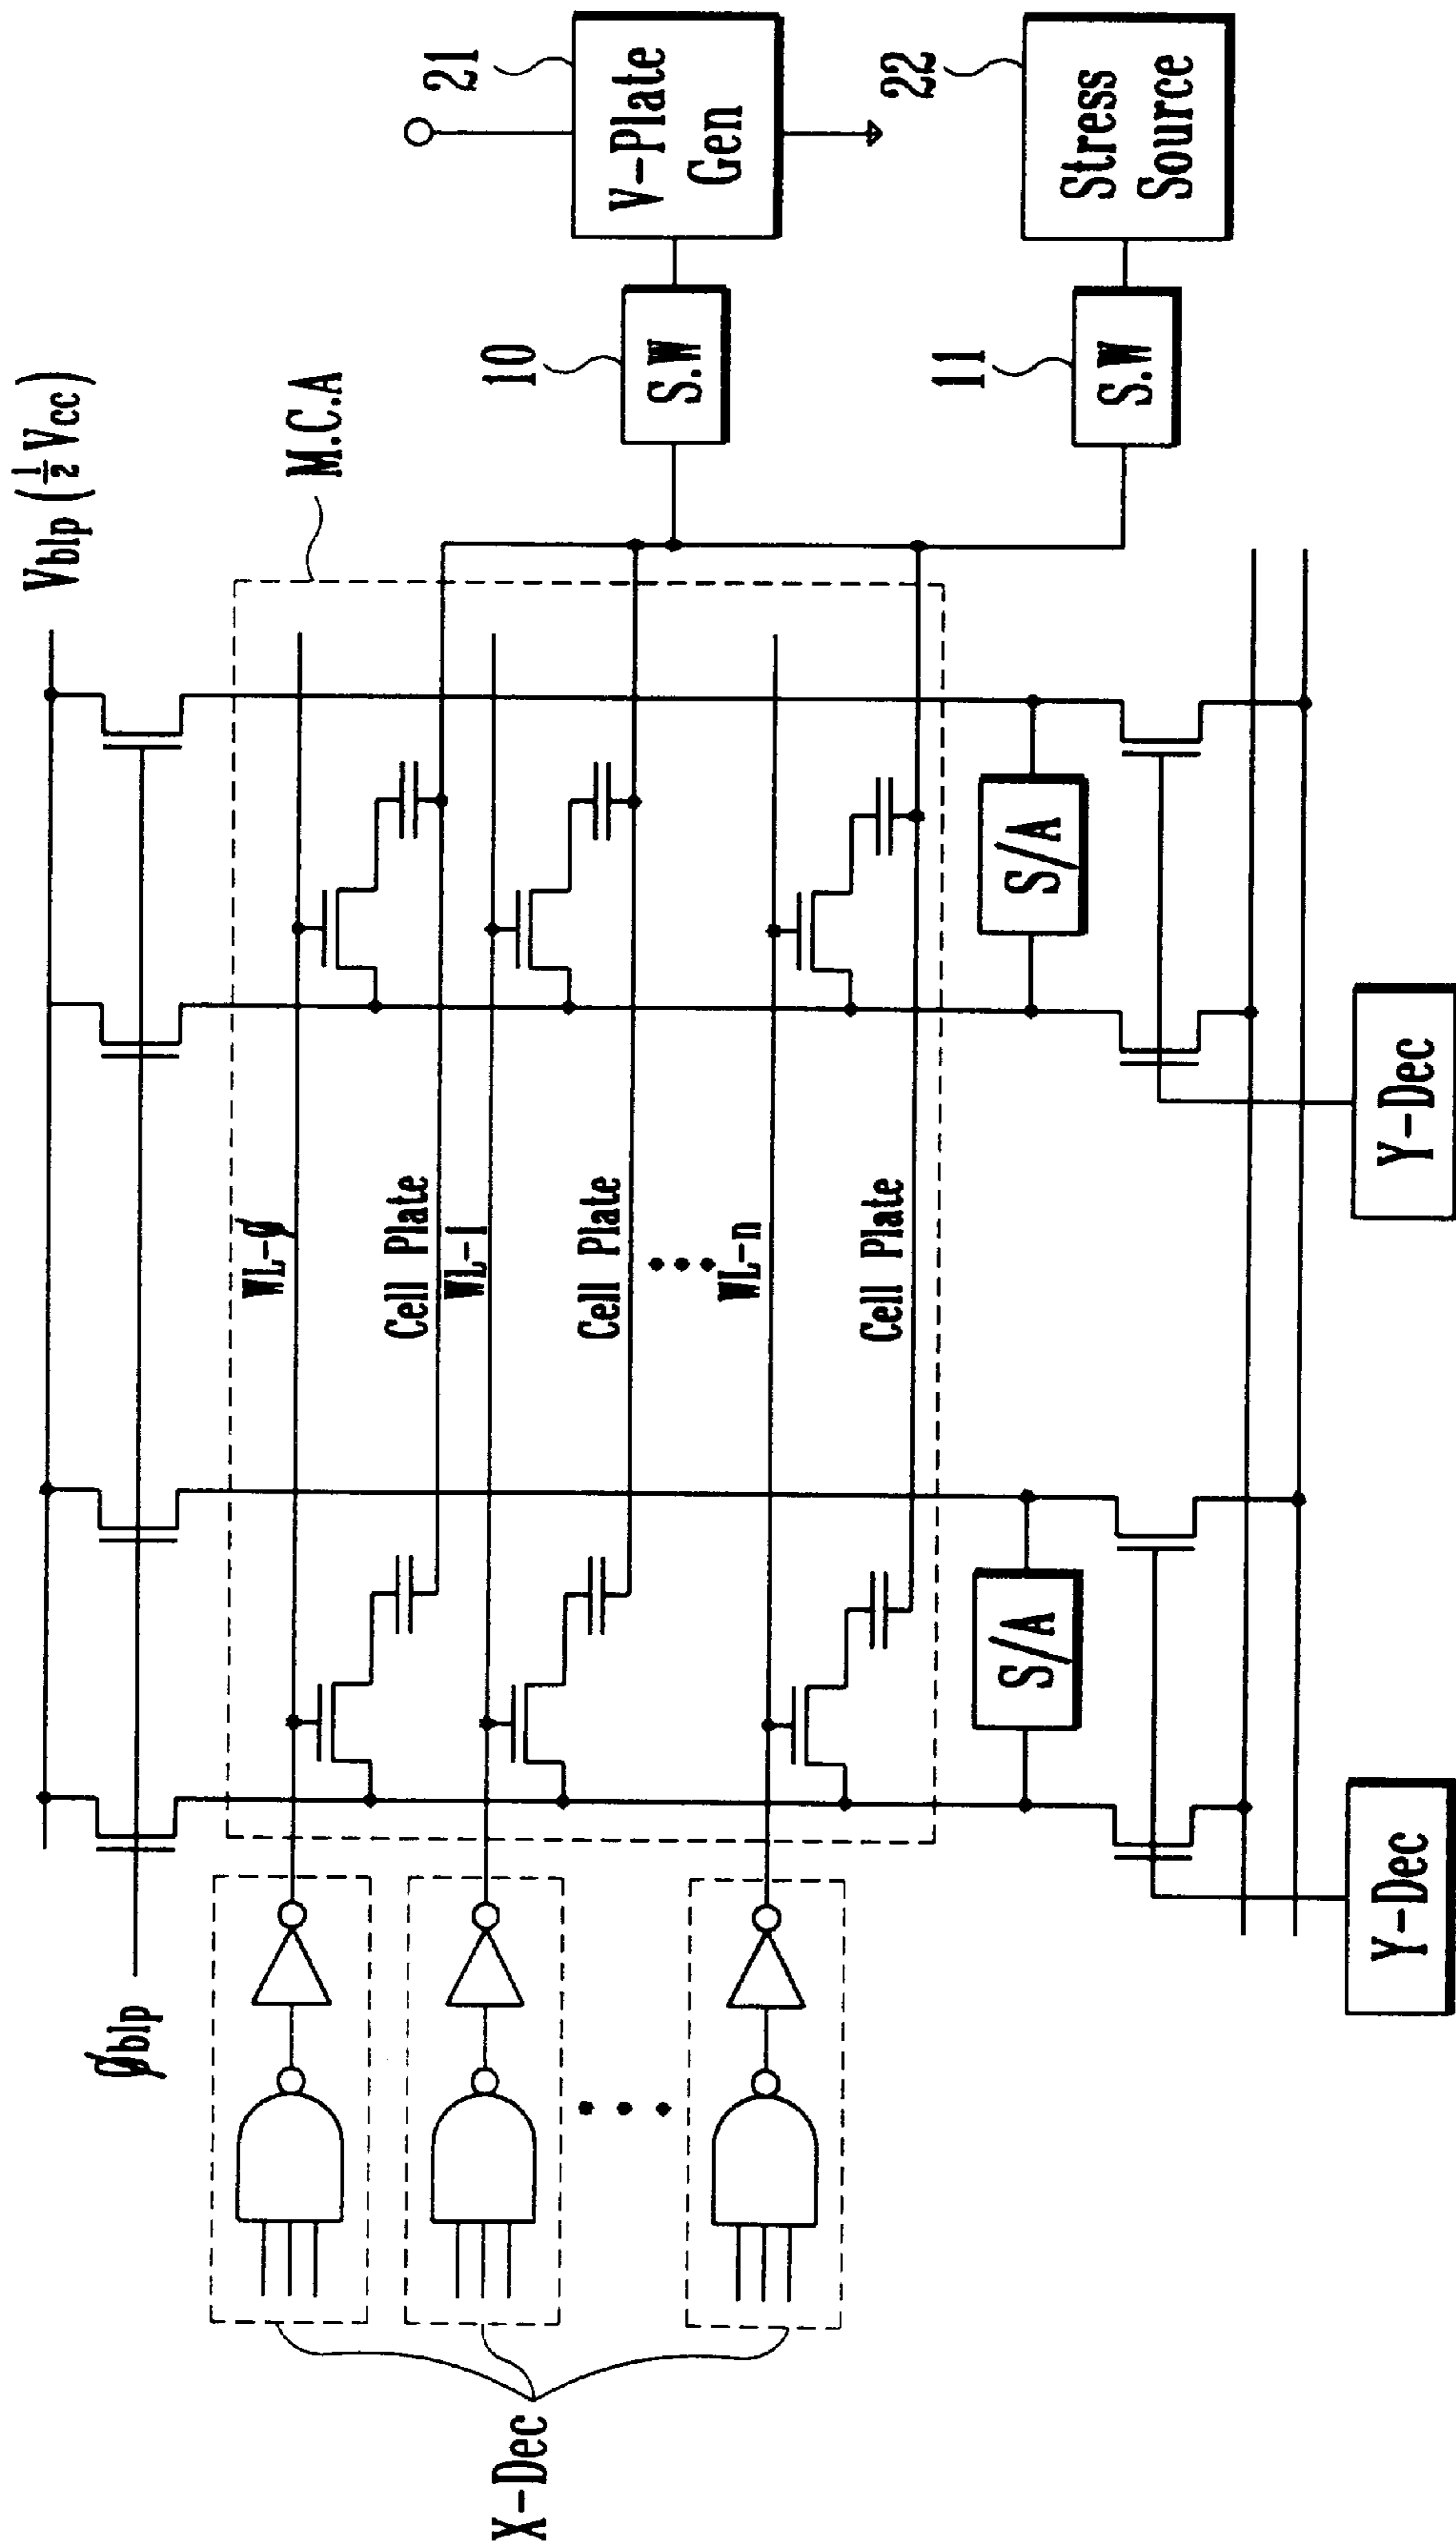 Vblp ( 1/2 Vcc )
Øblp
M.C.A
X-Dec
WL-Ø
Cell Plate
WL-1
Cell Plate
WL-n
Cell Plate
21
V-Plate
Gen
10
S.W
22
Stress
Source
11
S.W
S/A
S/A
Y-Dec
Y-Dec